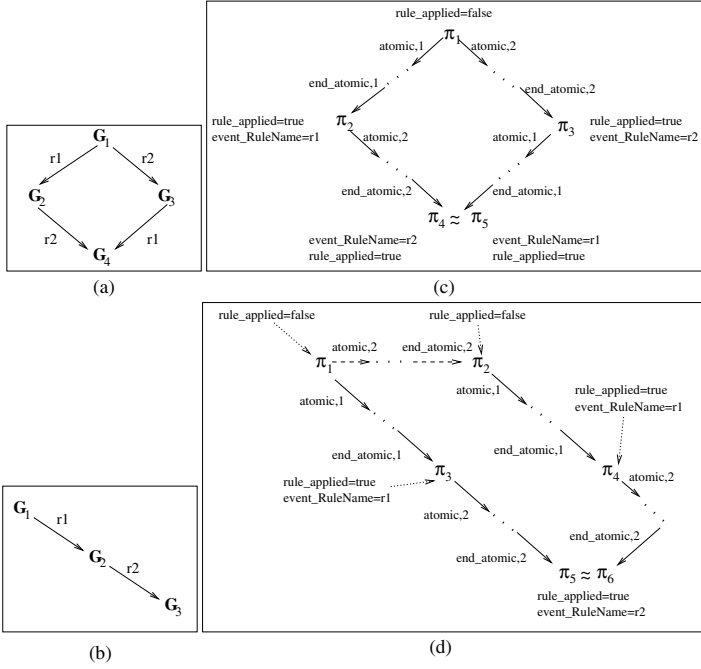 G1
r1 r2
G2 G3
r2 r1
G4
(a)
rule_applied=false
π1
atomic,1 atomic,2
end_atomic,1 end_atomic,2
rule_applied=true
event_RuleName=r1
π2
π3
rule_applied=true
event_RuleName=r2
atomic,2 atomic,1
end_atomic,2 end_atomic,1
π4 ≈ π5
event_RuleName=r2
rule_applied=true
event_RuleName=r1
rule_applied=true
(c)
G1
r1
G2
r2
G3
(b)
rule_applied=false rule_applied=false
π1 atomic,2 end_atomic,2 π2
atomic,1 atomic,1
rule_applied=true
event_RuleName=r1
end_atomic,1 end_atomic,1
π3 π4
rule_applied=true
event_RuleName=r1
atomic,2 atomic,2
end_atomic,2 end_atomic,2
π5 ≈ π6
rule_applied=true
event_RuleName=r2
(d)